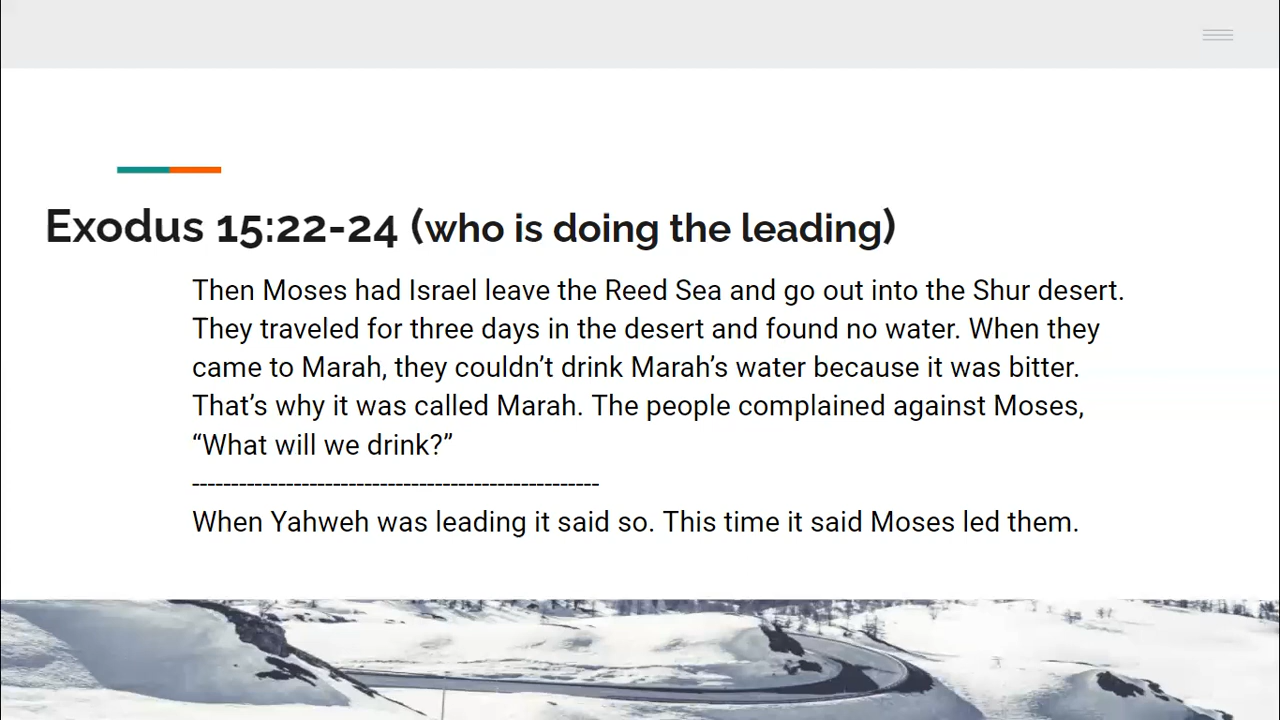 Exodus 15:22-24 (who is doing the leading)
Then Moses had Israel leave the Reed Sea and go out into the Shur desert.
They traveled for three days in the desert and found no water. When they
came to Marah, they couldn’t drink Marah’s water because it was bitter.
That’s why it was called Marah. The people complained against Moses,
“What will we drink?”
--------------------------------------------------
When Yahweh was leading it said so. This time it said Moses led them.